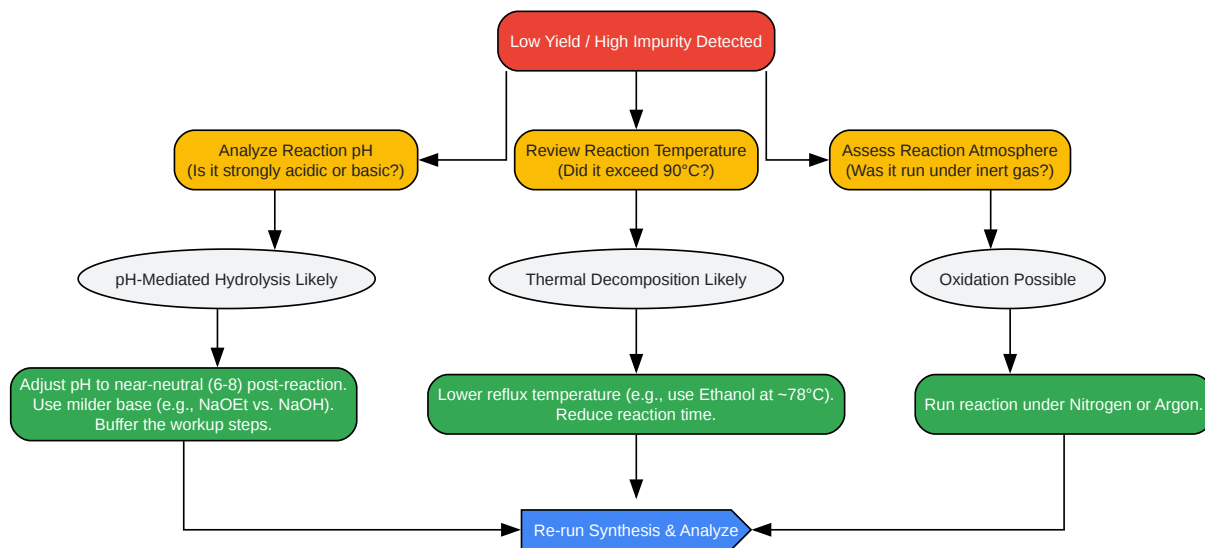 Low Yield / High Impurity Detected
Analyze Reaction pH
(Is it strongly acidic or basic?)
Review Reaction Temperature
(Did it exceed 90°C?)
Assess Reaction Atmosphere
(Was it run under inert gas?)
pH-Mediated Hydrolysis Likely
Thermal Decomposition Likely
Oxidation Possible
Adjust pH to near-neutral (6-8) post-reaction.
Use milder base (e.g., NaOEt vs. NaOH).
Buffer the workup steps.
Lower reflux temperature (e.g., use Ethanol at ~78°C).
Reduce reaction time.
Run reaction under Nitrogen or Argon.
Re-run Synthesis & Analyze